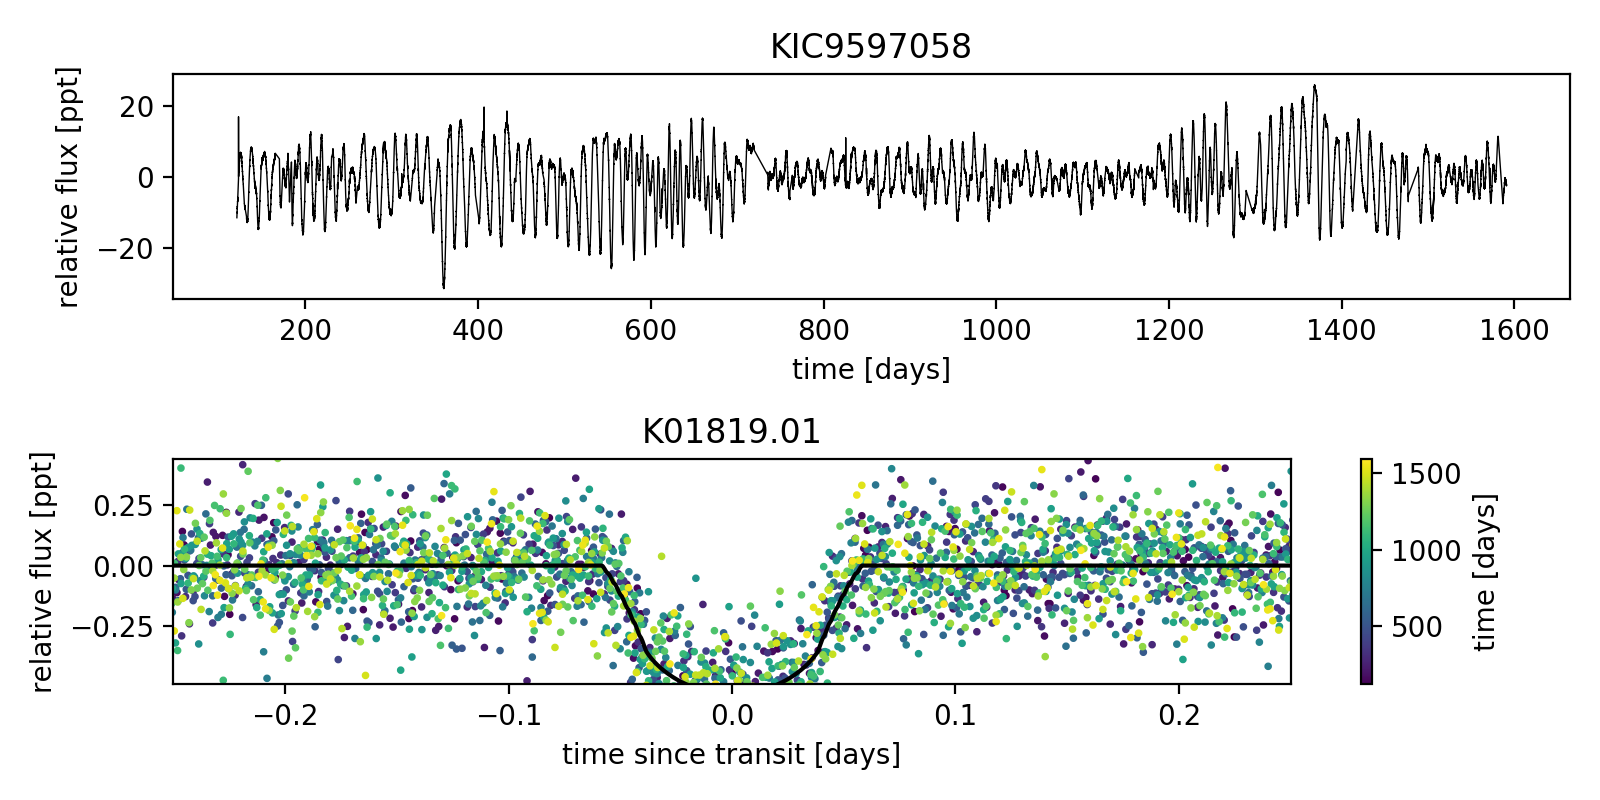 KIC9597058
relative flux [ppt]
20
0
−20
200 400 600 800 1000 1200 1400 1600
time [days]
K01819.01
relative flux [ppt]
0.25
0.00
−0.25
−0.2 −0.1 0.0 0.1 0.2
time since transit [days]
1500
1000
500
time [days]